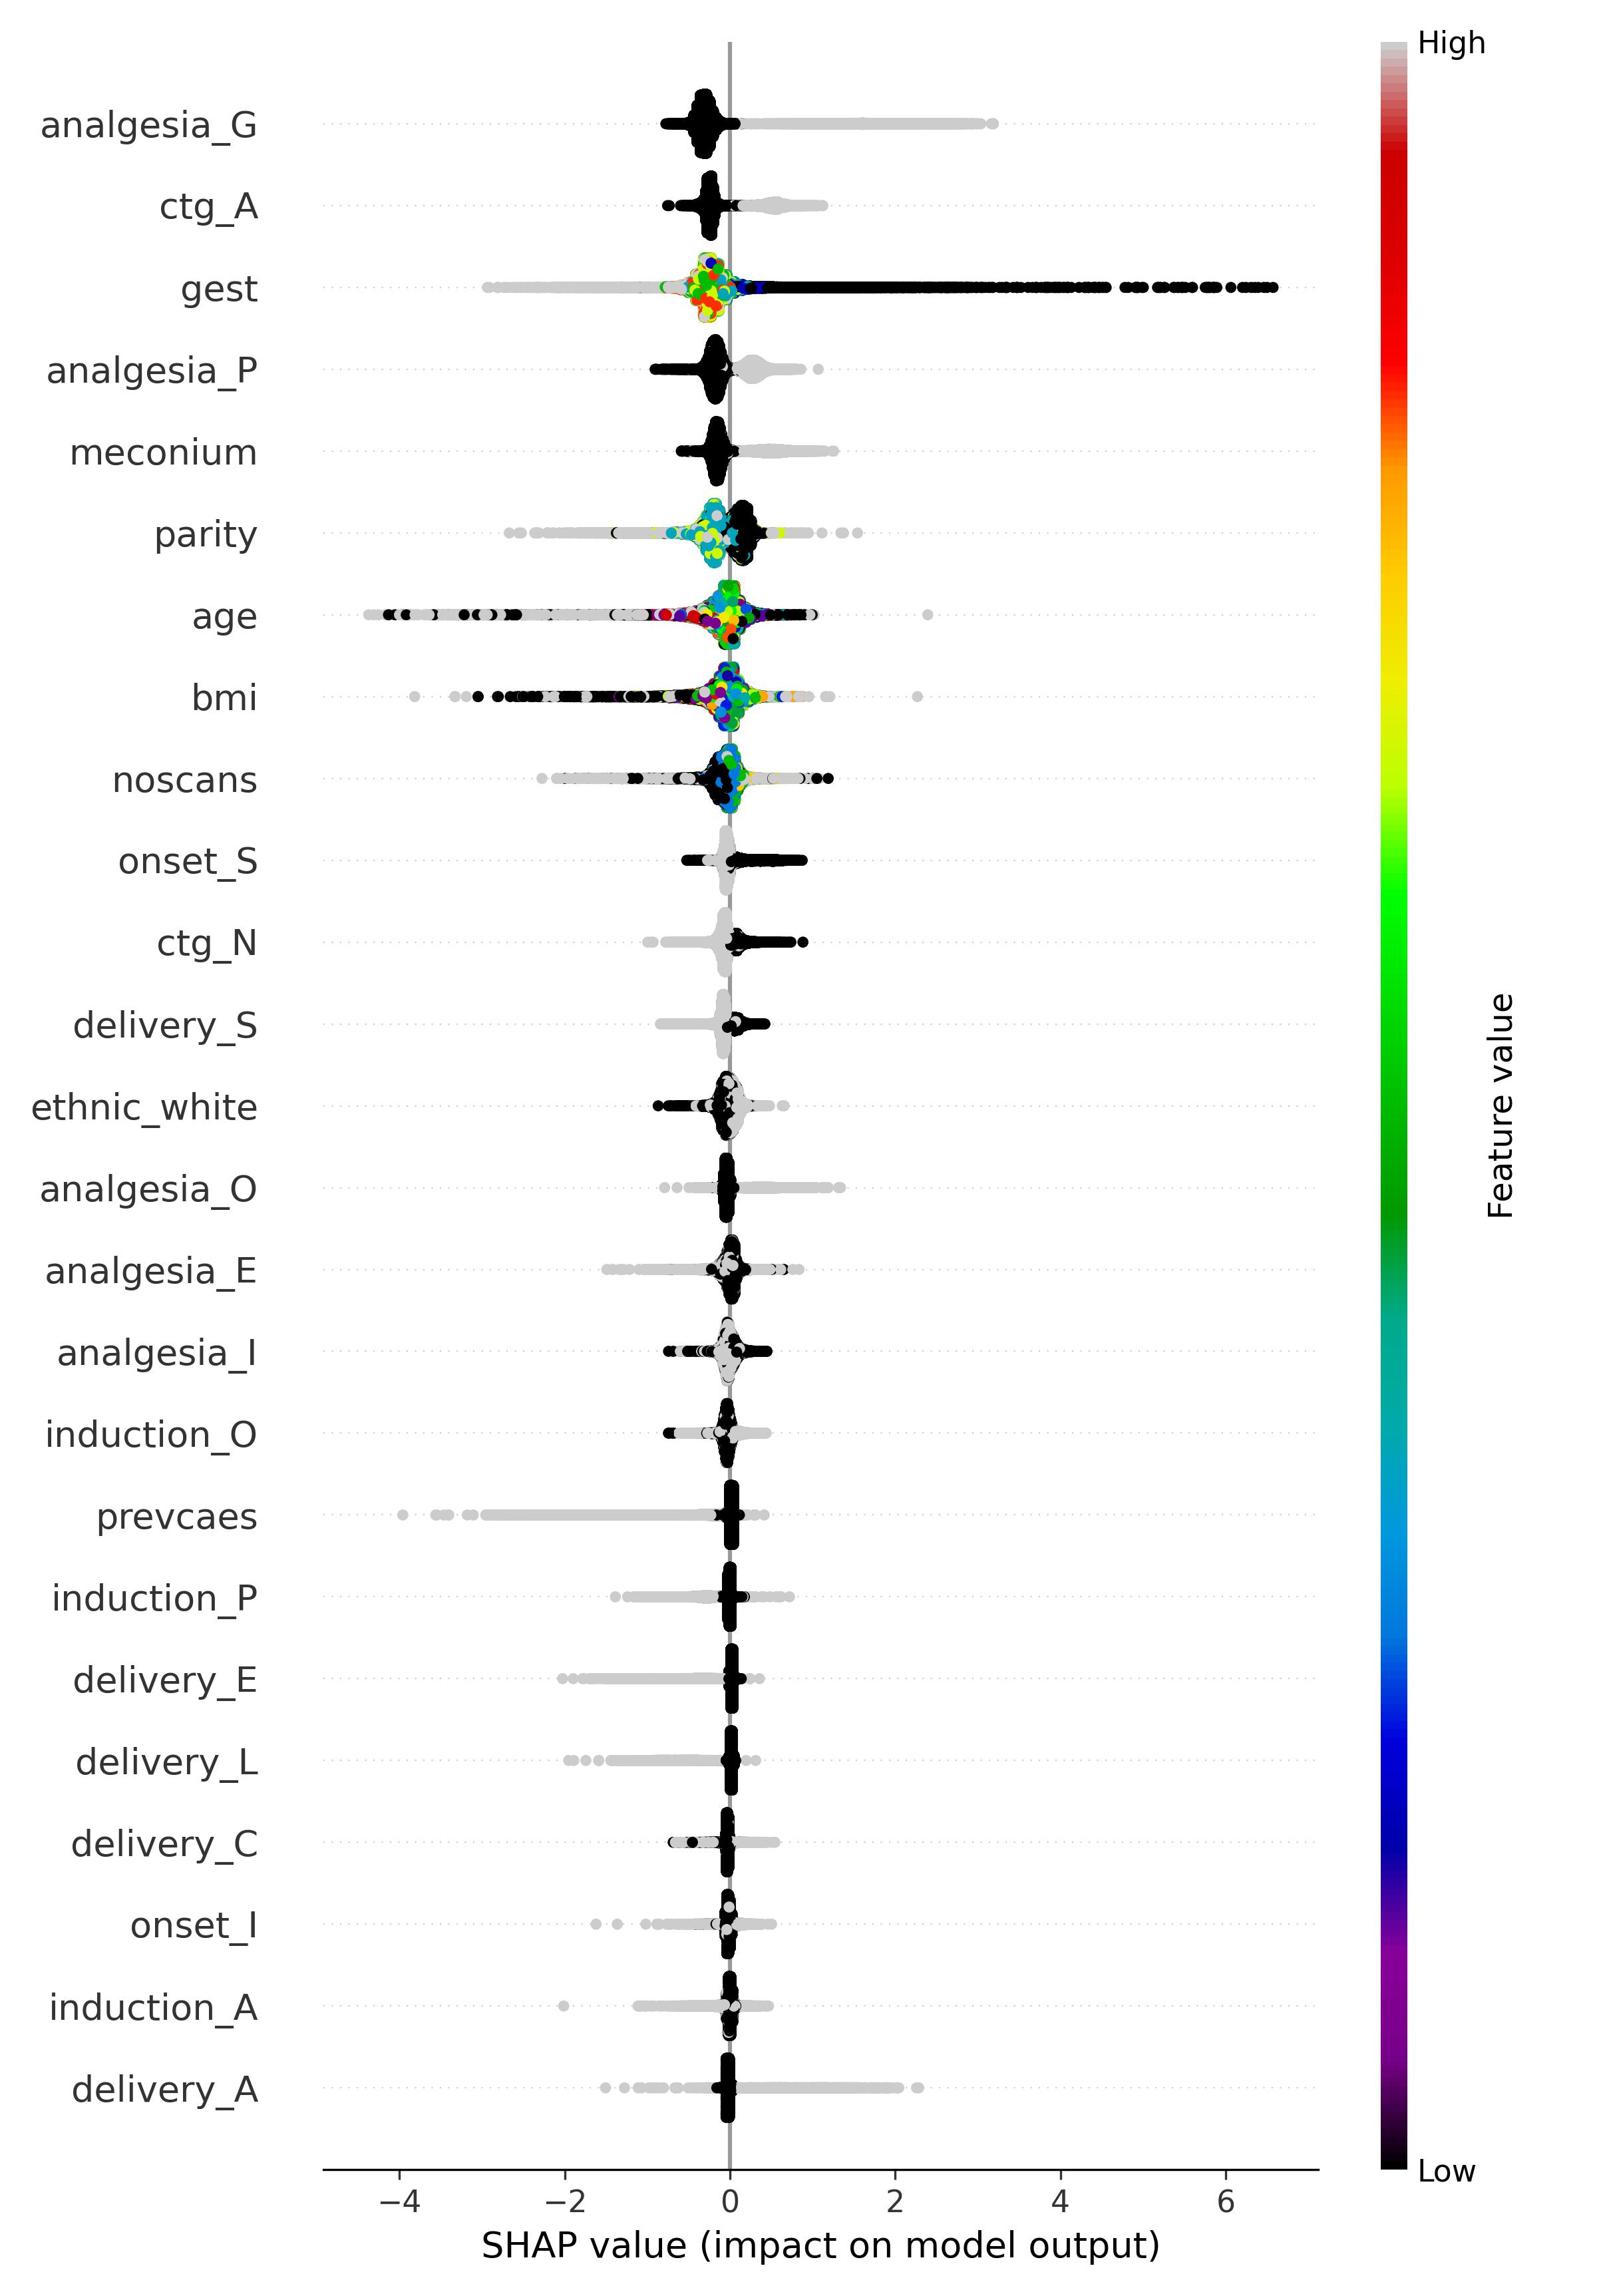 High
analgesia_G
ctg_A
gest
analgesia_P
meconium
parity
age
bmi
noscans
onset_S
ctg_N
delivery_S
ethnic_white
analgesia_O
analgesia_E
analgesia_I
induction_O
prevcaes
induction_P
delivery_E
delivery_L
delivery_C
onset_I
induction_A
delivery_A
Feature value
Low
−4 −2 0 2 4 6
SHAP value (impact on model output)